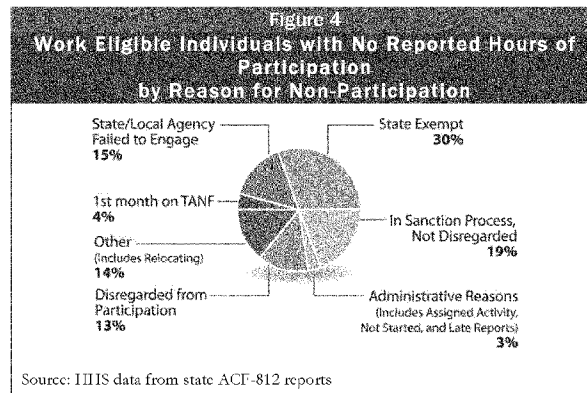 Figure 4
Work Eligible Individuals with No Reported Hours of
Participation
by Reason for Non-Participation
State/Local Agency
Failed to Engage
15%
State Exempt
30%
1st month on TANF
4%
In Sanction Process,
Not Disregarded
19%
Other
(Includes Relocating)
14%
Disregarded from
Participation
13%
Administrative Reasons
(Includes Assigned Activity,
Not Started, and Late Reports)
3%
Source: HHS data from state ACF-812 reports